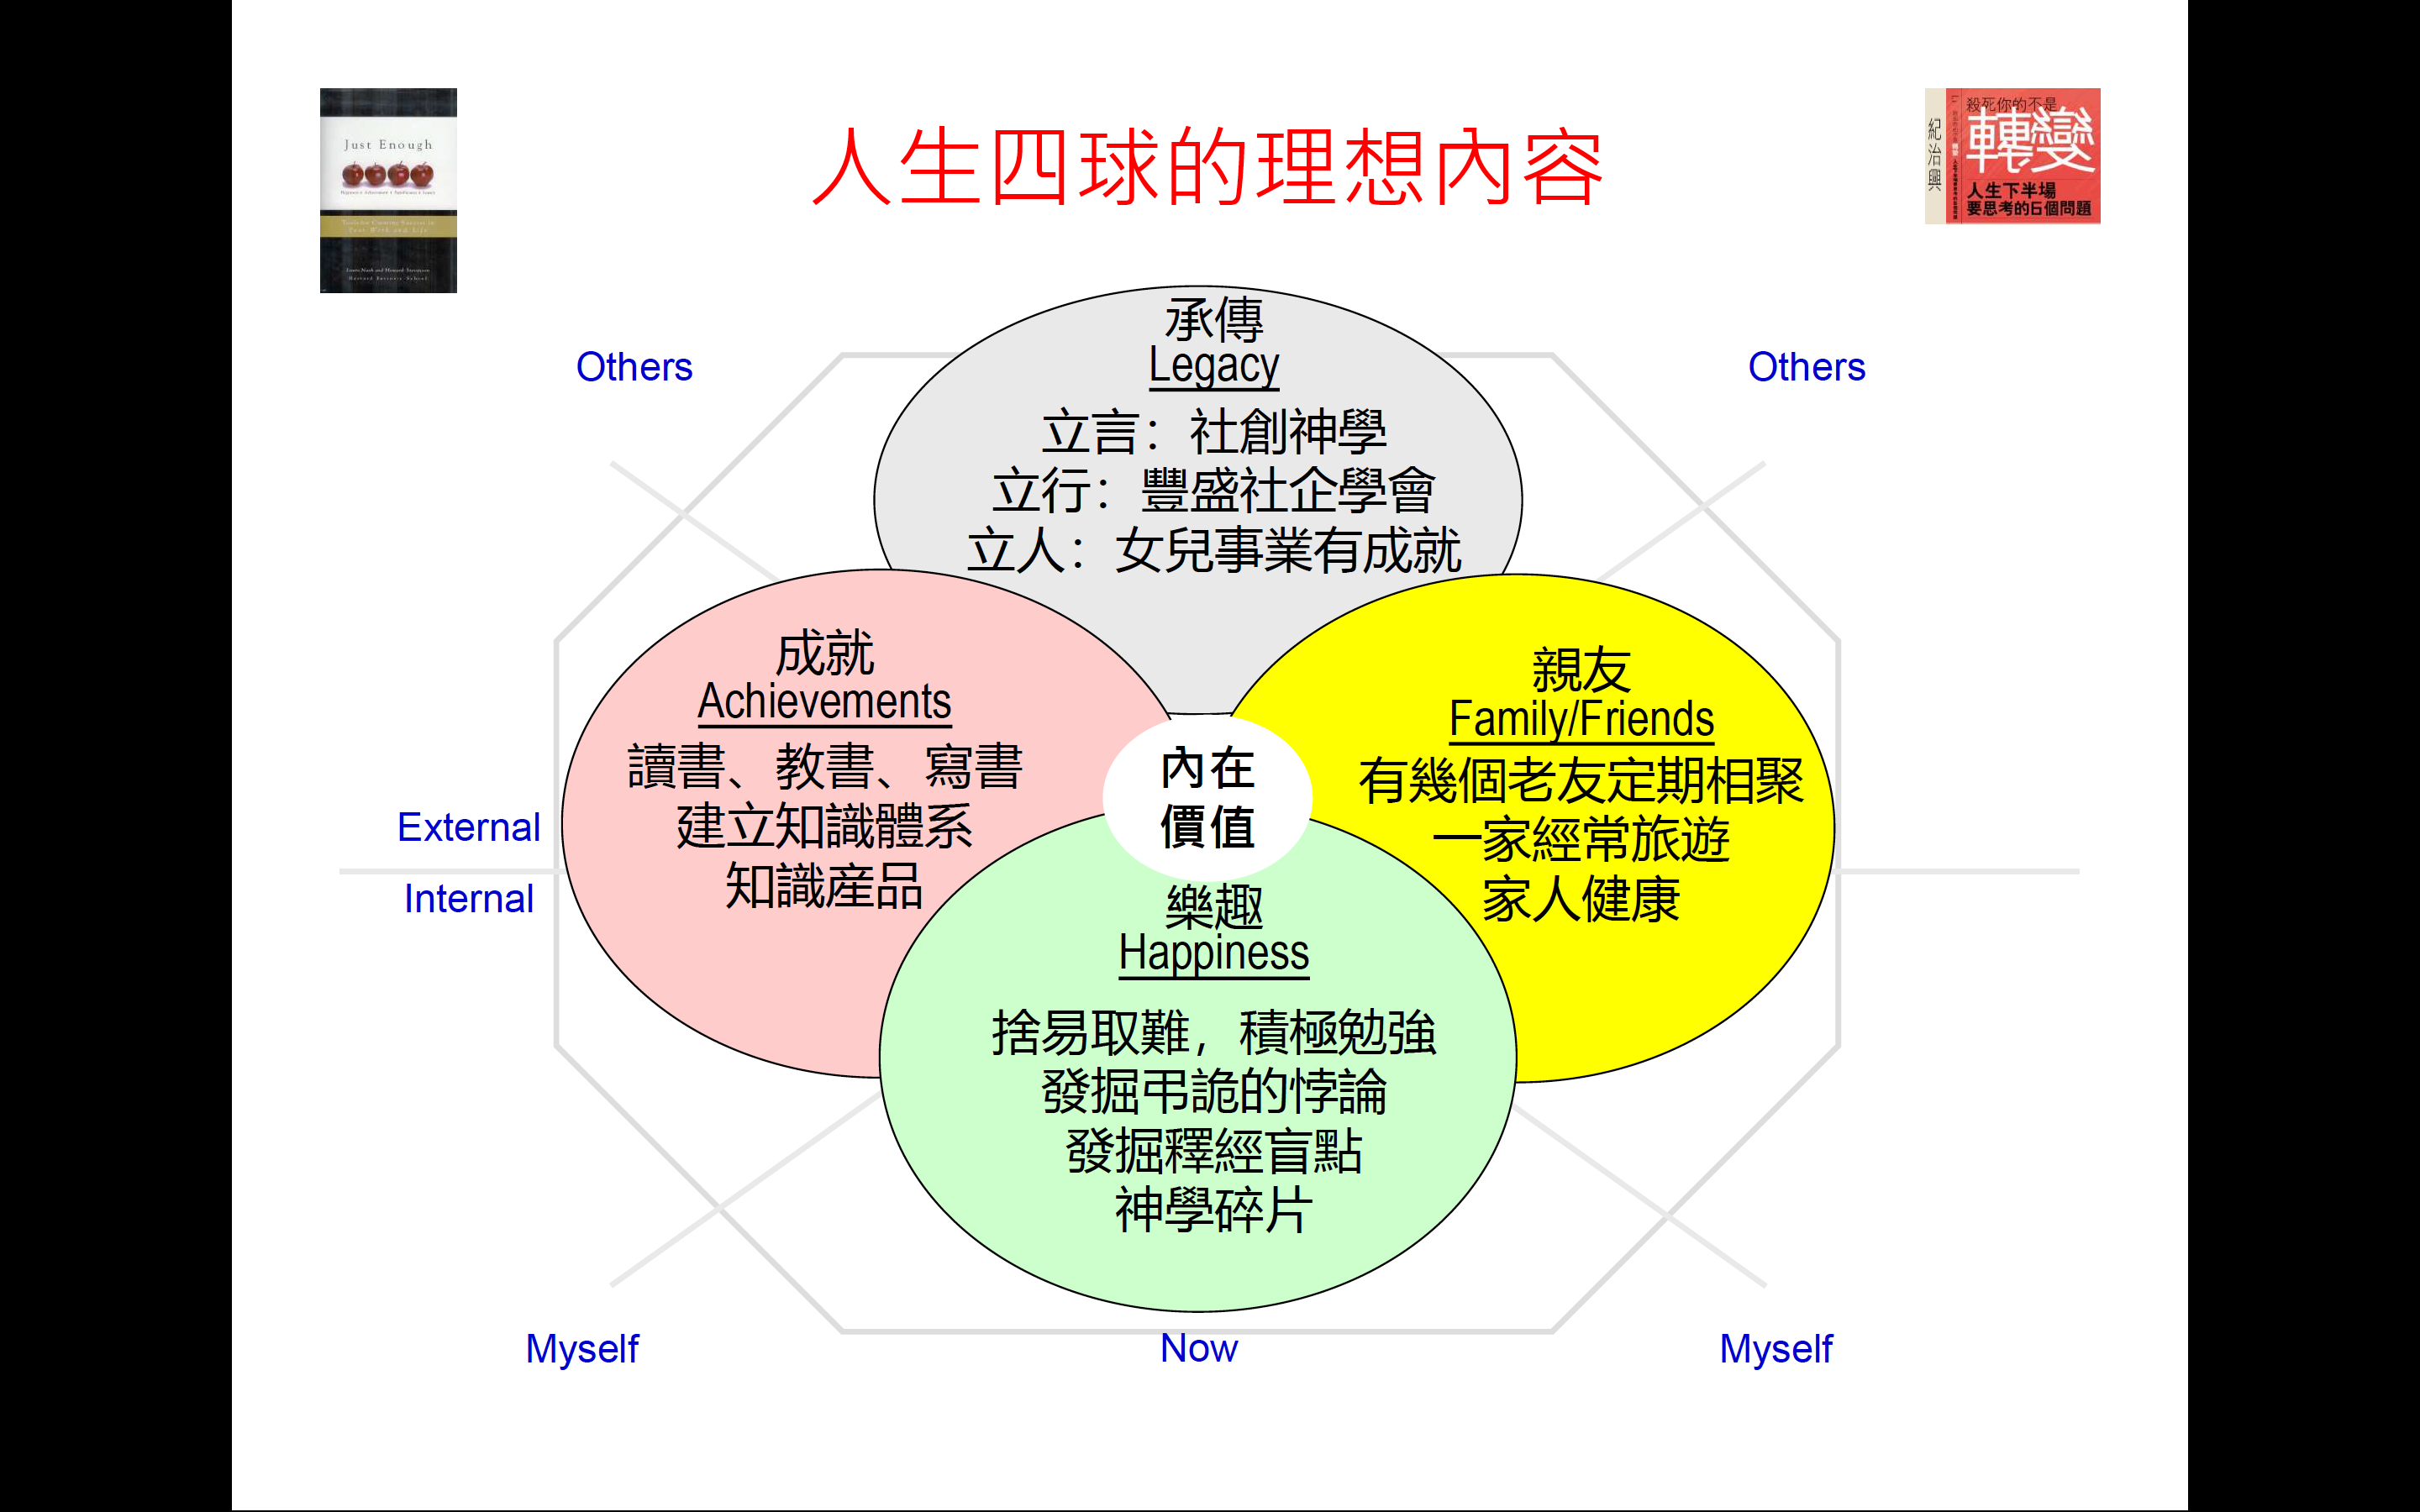 人生四球的理想內容
Just Enough
紀治興
殺死你的不是
轉變
人生下半場
要思考的6個問題
Others
Others
承傳
Legacy
立言：社創神學
立行：豐盛社企學會
立人：女兒事業有成就
成就
Achievements
讀書、教書、寫書
建立知識體系
知識產品
親友
Family/Friends
有幾個老友定期相聚
一家經常旅遊
家人健康
內在
價值
External
Internal
樂趣
Happiness
捨易取難，積極勉強
發掘弔詭的悖論
發掘釋經盲點
神學碎片
Myself
Now
Myself